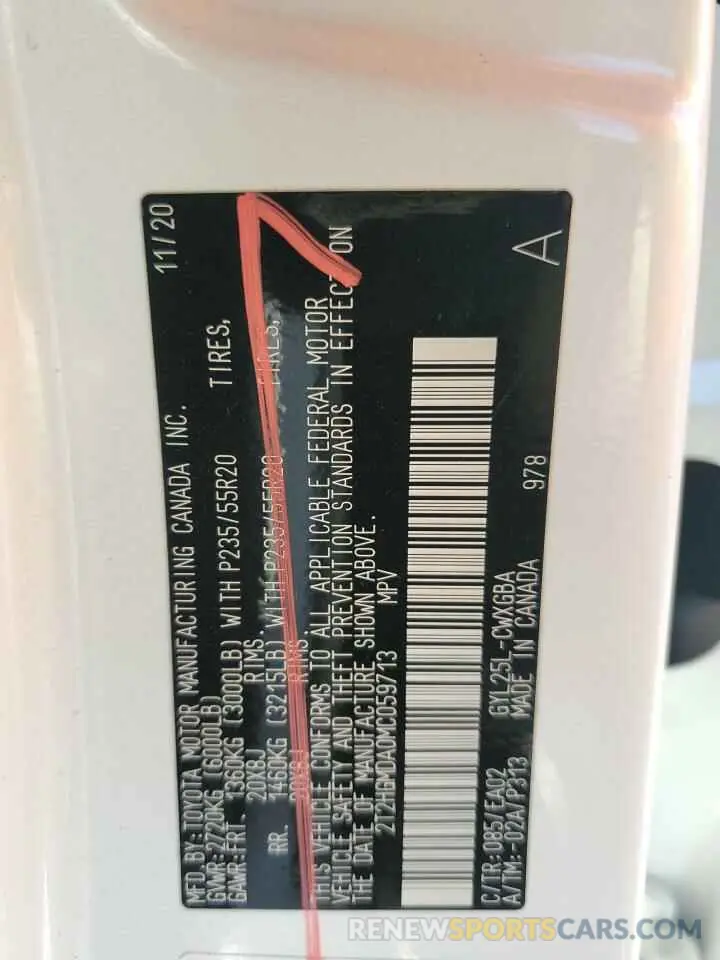 MFD. BY: TOYOTA MOTOR MANUFACTURING CANADA INC. 11/20
GVWR: 2720KG (6000LB)
GAWR: FRT. 1360KG (3000LB) WITH P235/55R20 TIRES,
20X8J RIMS.
RR. 1460KG (3215LB) WITH P235/55R20 TIRES,
20X8J RIMS.
THIS VEHICLE CONFORMS TO ALL APPLICABLE FEDERAL MOTOR
VEHICLE SAFETY AND THEFT PREVENTION STANDARDS IN EFFECT ON
THE DATE OF MANUFACTURE SHOWN ABOVE.
2T2HGMDA0MC059713 MPV
C/TR: 085/EA02 GYL25L-CWXGBA 978 A
A/TM: -02A/P313 MADE IN CANADA
RENEWSPORTSCARS.COM